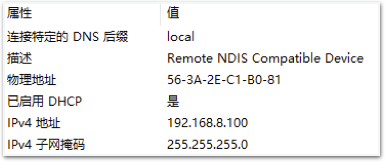 属性 值
连接特定的 DNS 后缀 local
描述 Remote NDIS Compatible Device
物理地址 56-3A-2E-C1-B0-81
已启用 DHCP 是
IPv4 地址 192.168.8.100
IPv4 子网掩码 255.255.255.0